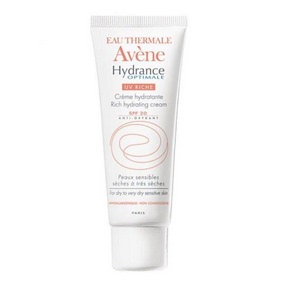 EAU THERMALE
Avène
Hydrance
OPTIMALE
UV RICHE
Crème hydratante
Rich hydrating cream
SPF 20
ANTI-OXYDANT
Peaux sensibles
sèches à très sèches
For dry to very dry sensitive skin
PARIS